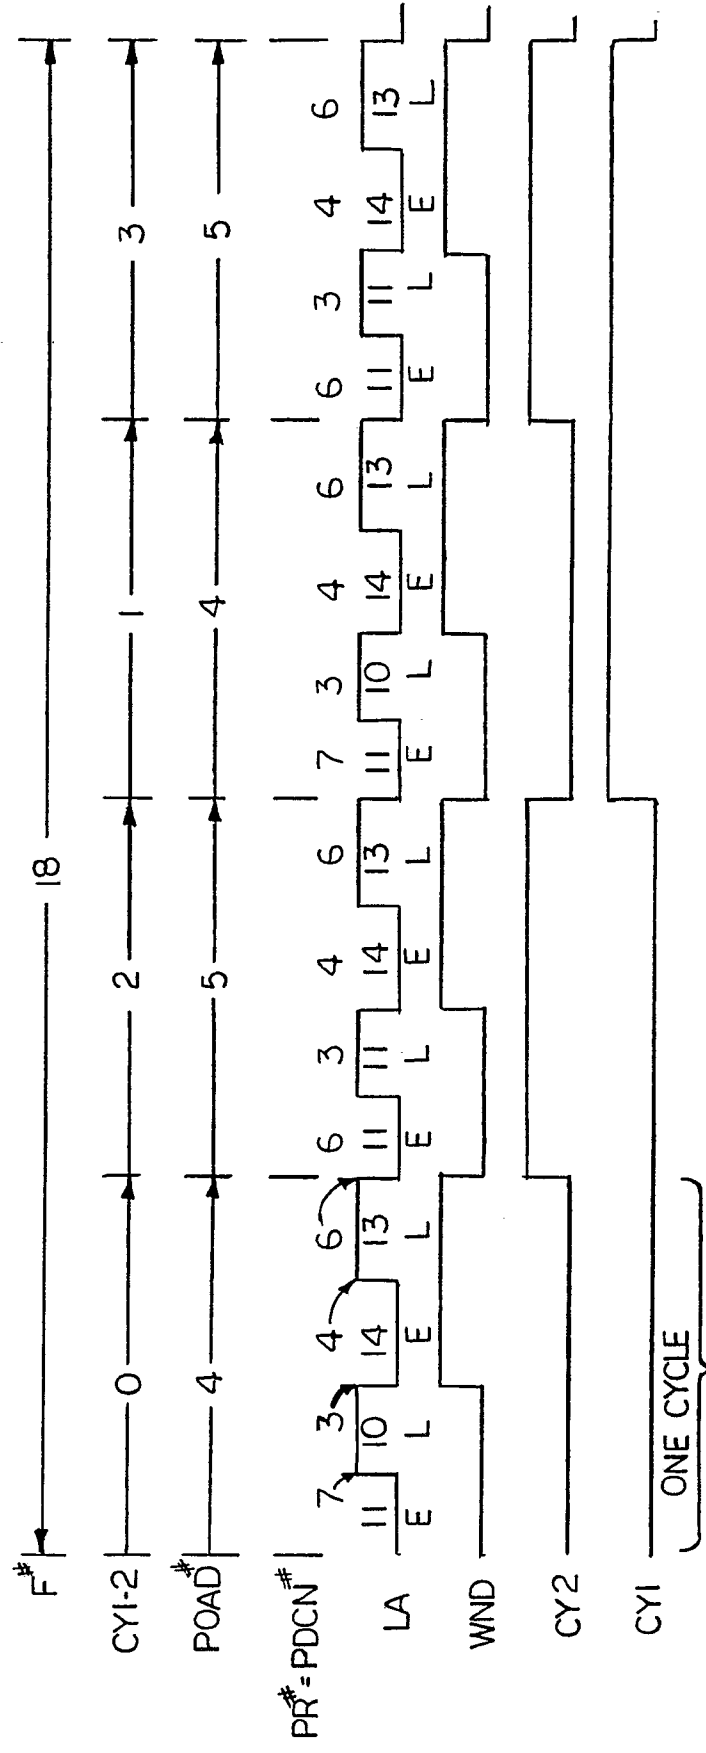 F# 18
CY1-2 0 2 1 3
POAD# 4 5 4 5
PR#=PDCN# 7 3 4 6 6 3 4 6 7 3 4 6 6 3 4 6
LA 11 10 14 13 11 11 14 13 11 10 14 13 11 11 14 13
E L E L E L E L E L E L E L E L
WND
CY2
CY1
ONE CYCLE